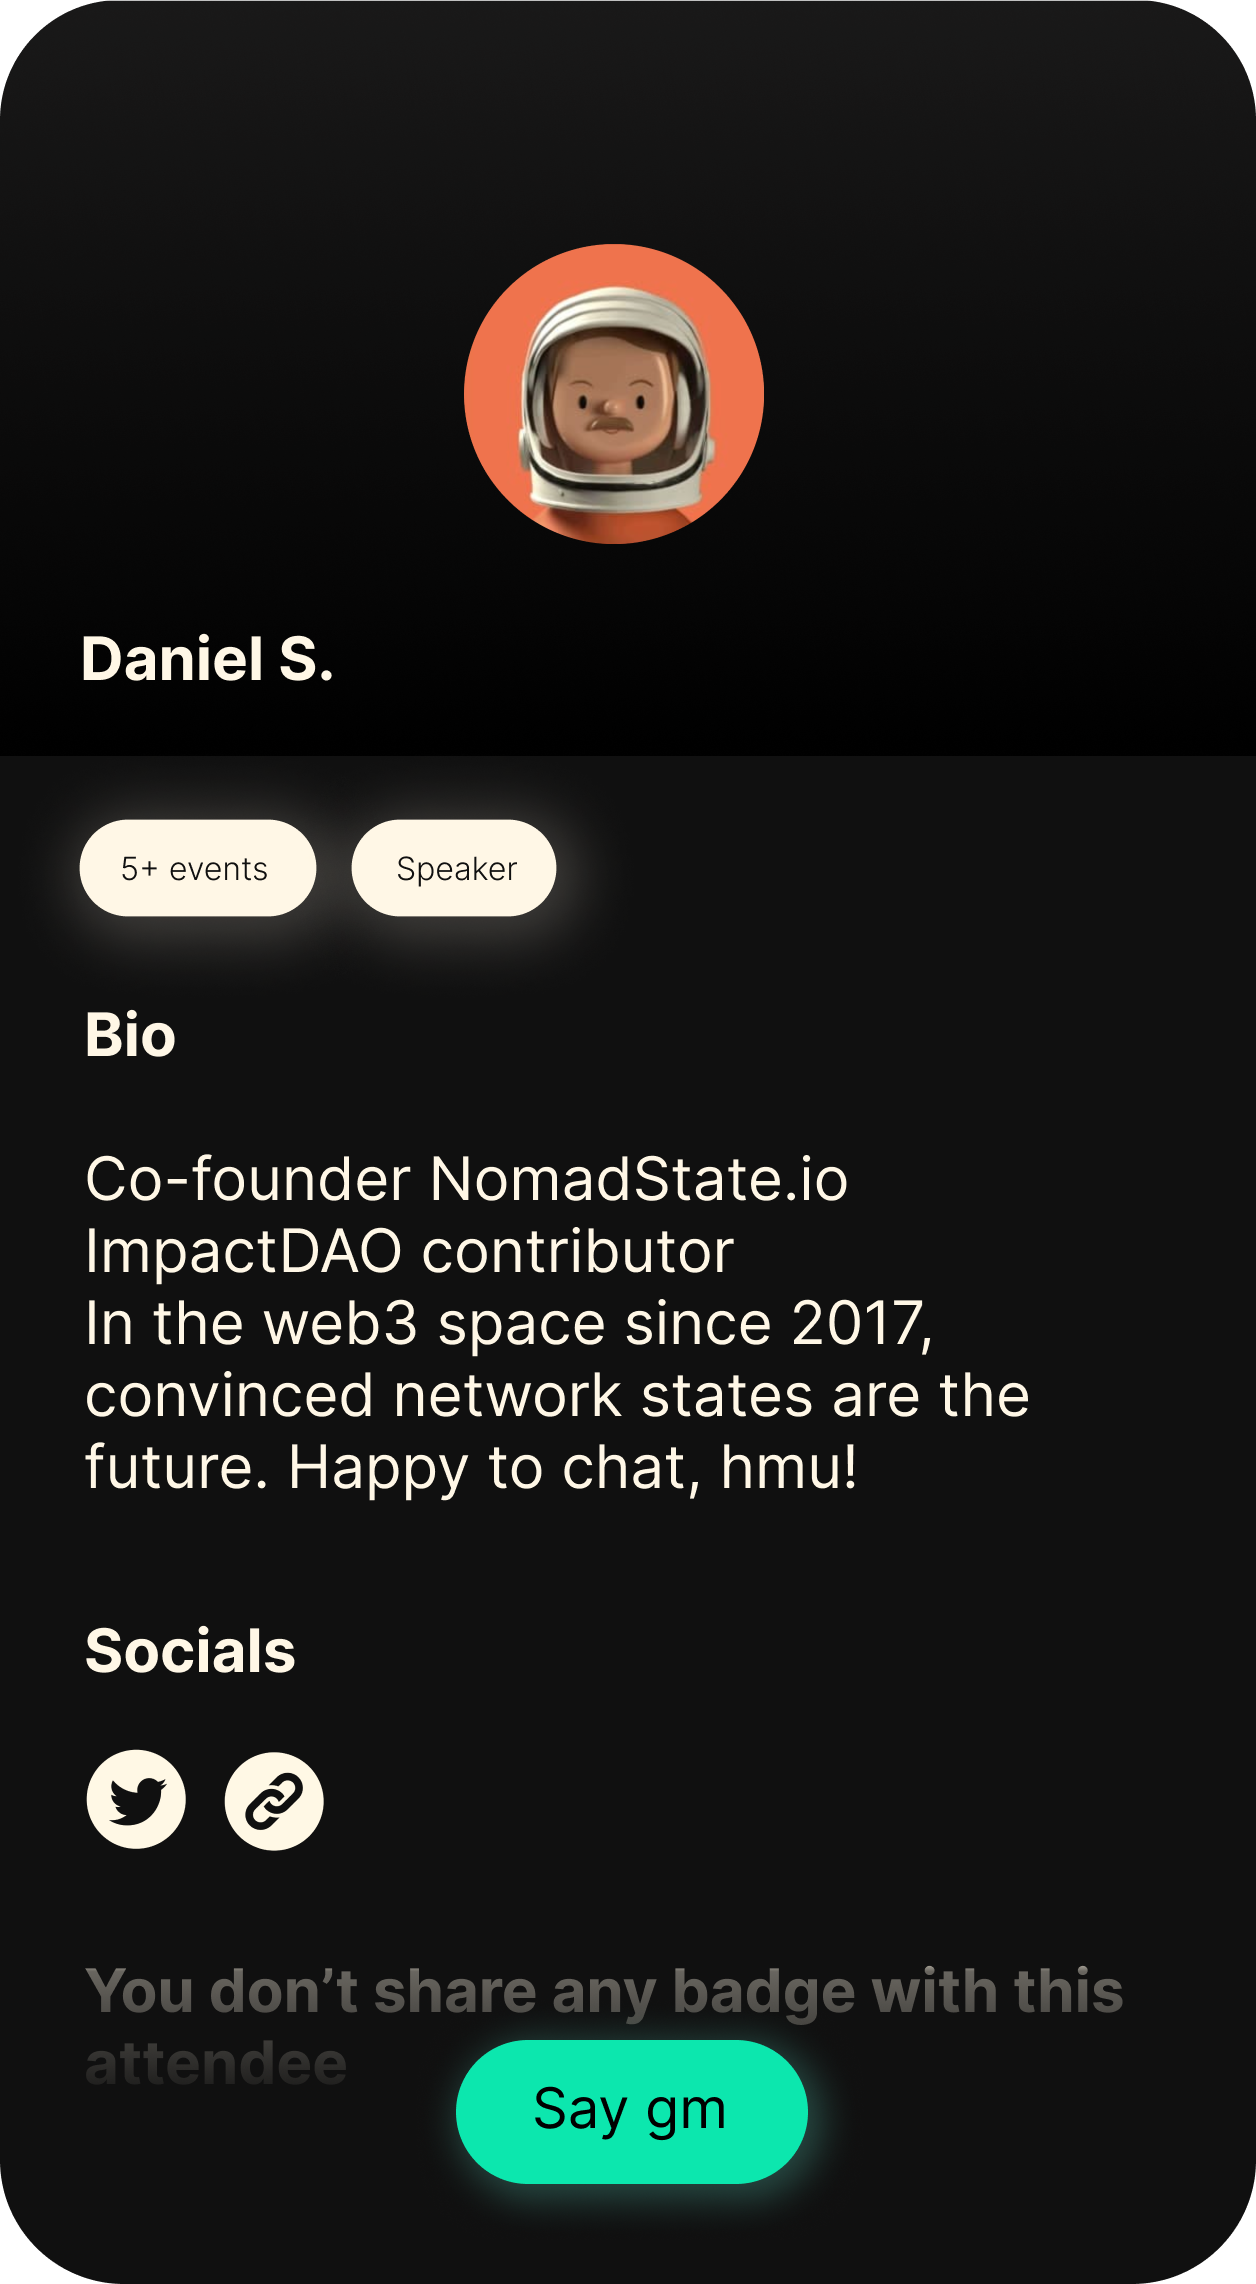 Daniel S.
5+ events
Speaker
Bio
Co-founder NomadState.io
ImpactDAO contributor
In the web3 space since 2017,
convinced network states are the
future. Happy to chat, hmu!
Socials
You don’t share any badge with this
attendee
Say gm